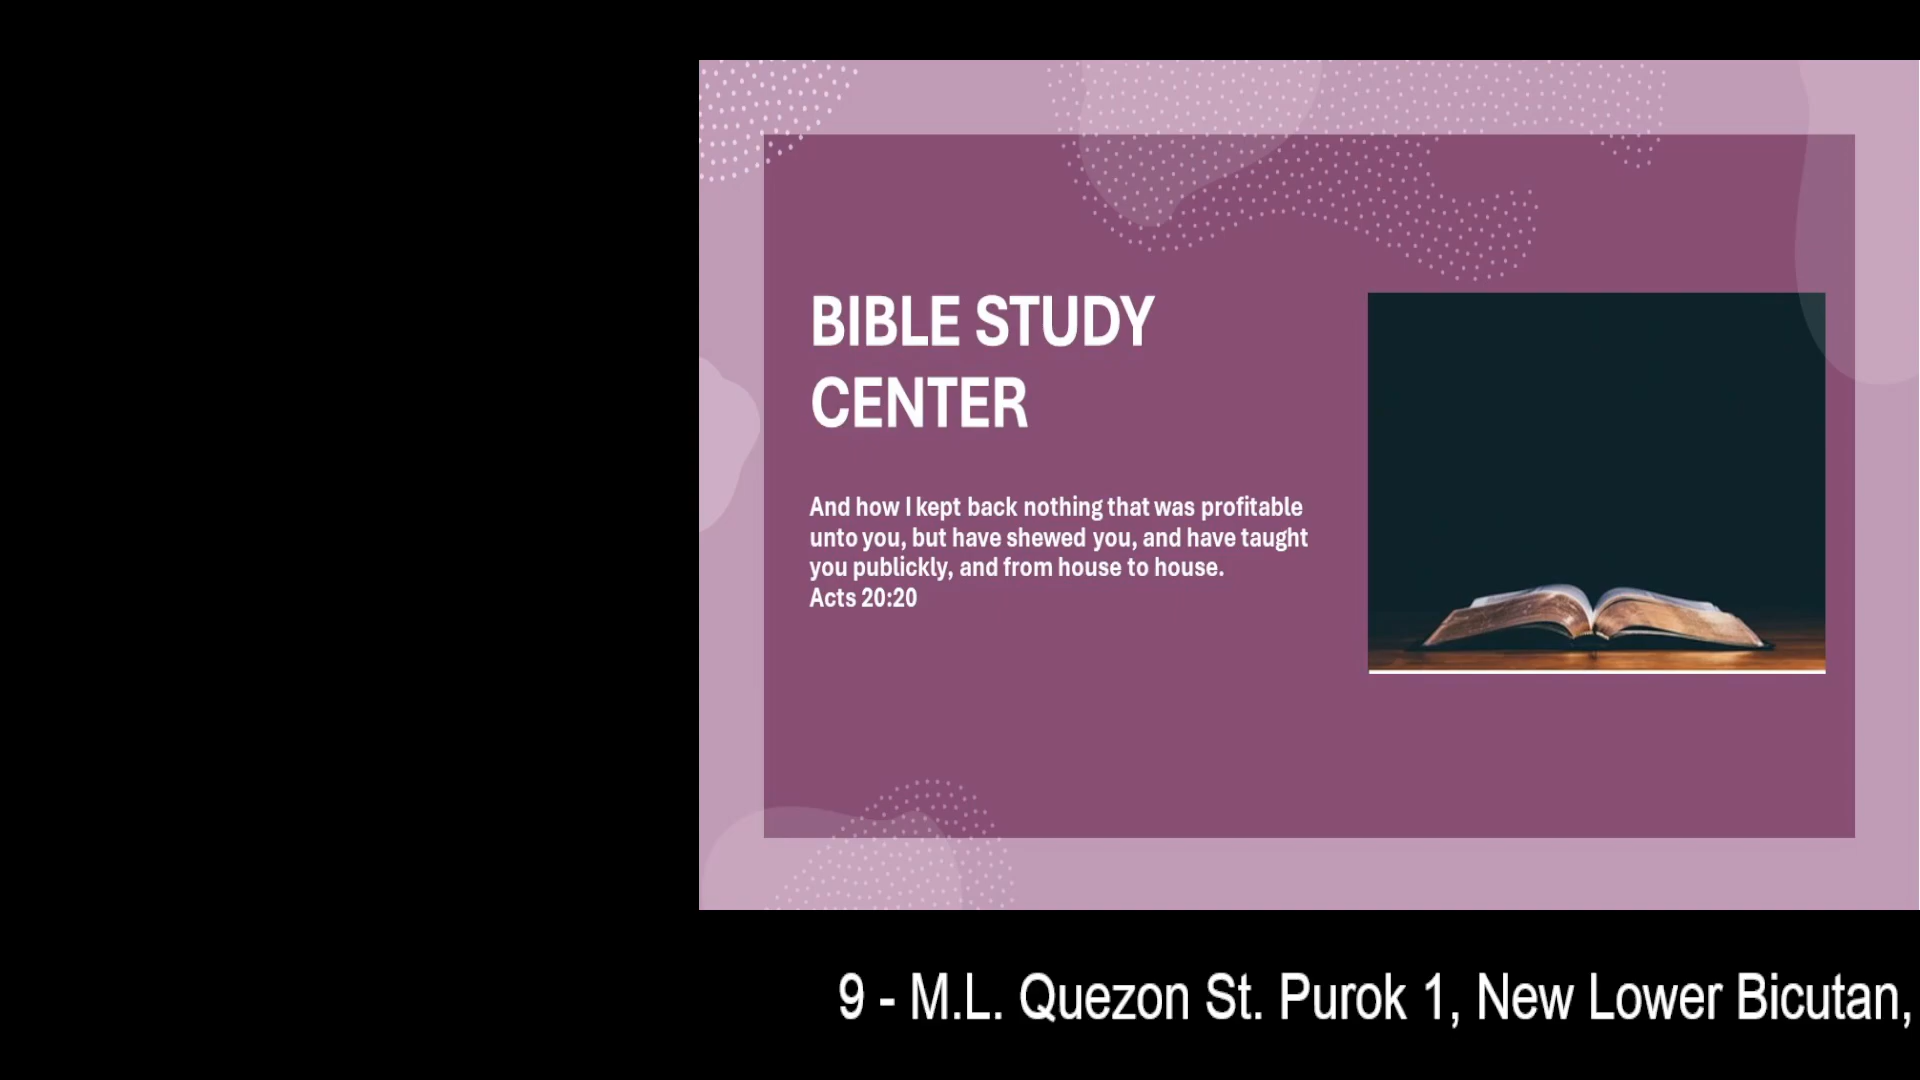 BIBLE STUDY
CENTER
And how I kept back nothing that was profitable
unto you, but have shewed you, and have taught
you publickly, and from house to house.
Acts 20:20
9 - M.L. Quezon St. Purok 1, New Lower Bicutan,